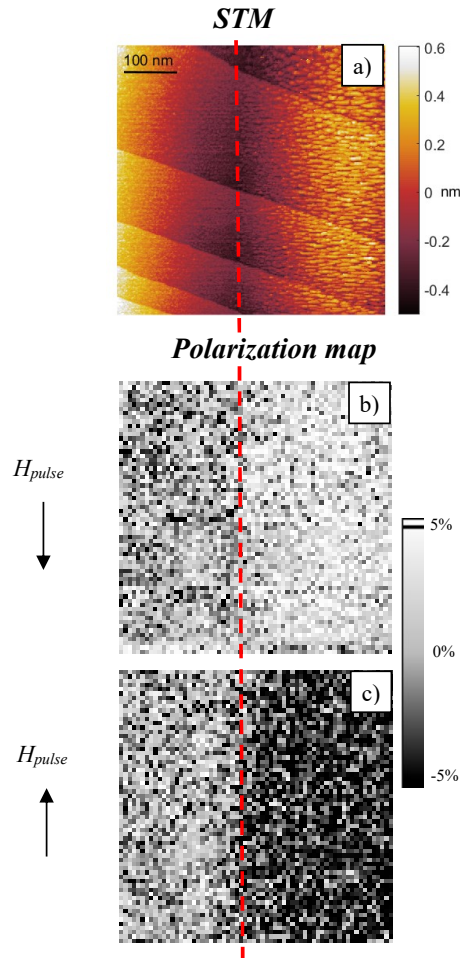 STM
100 nm
a)
0.6
0.4
0.2
0 nm
-0.2
-0.4
Polarization map
b)
H_pulse
5%
0%
-5%
c)
H_pulse